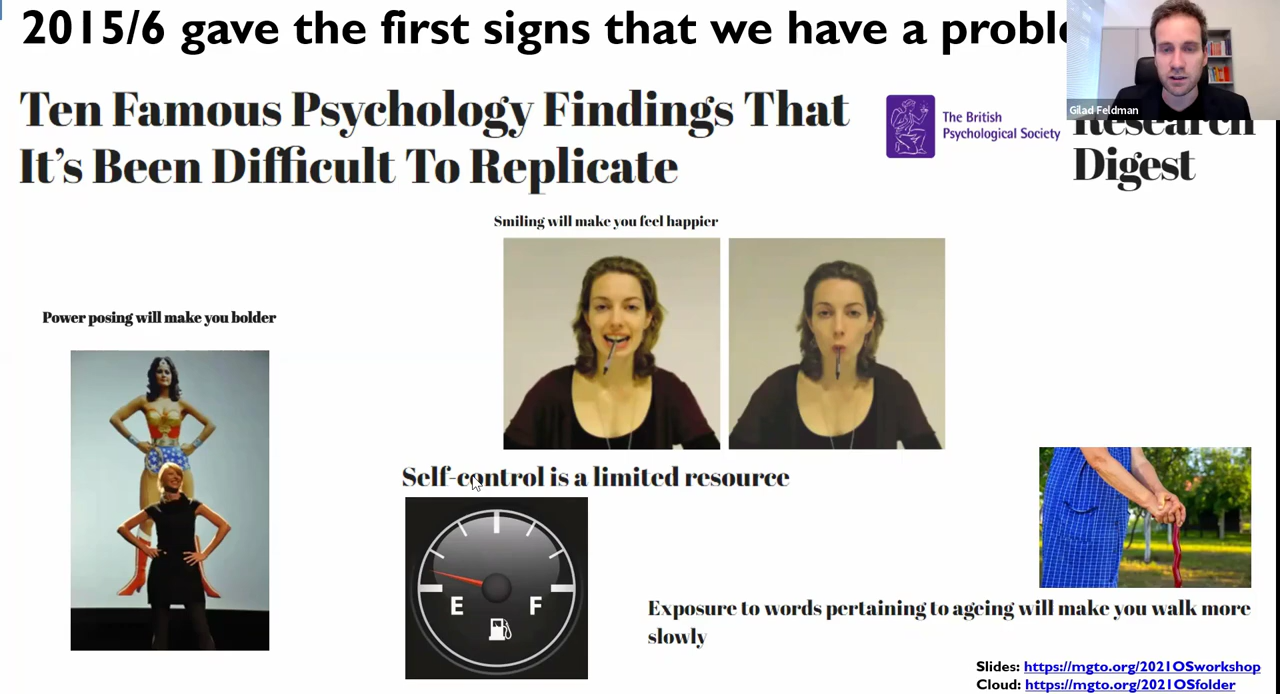 2015/6 gave the first signs that we have a
Gilad Feldman
Ten Famous Psychology Findings That
It's Been Difficult To Replicate
The British
Psychological Society
Research
Digest
Smiling will make you feel happier
Power posing will make you bolder
Self-control is a limited resource
E F
Exposure to words pertaining to ageing will make you walk more
slowly
Slides: https://mgto.org/2021OSworkshop
Cloud: https://mgto.org/2021OSfolder